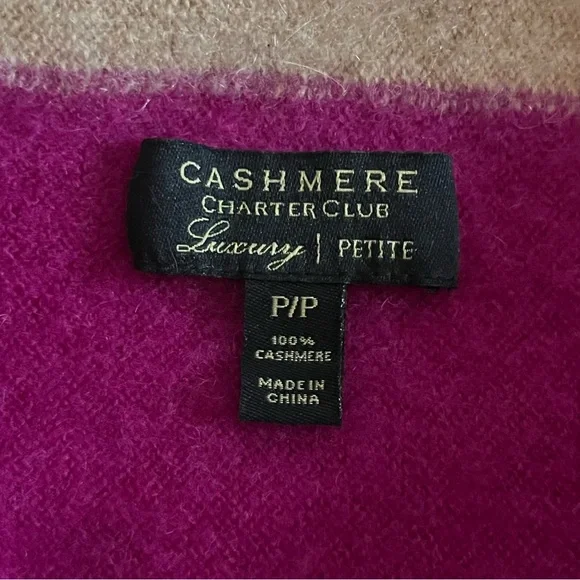 CASHMERE
CHARTER CLUB
Luxury | PETITE
P/P
100%
CASHMERE
MADE IN
CHINA